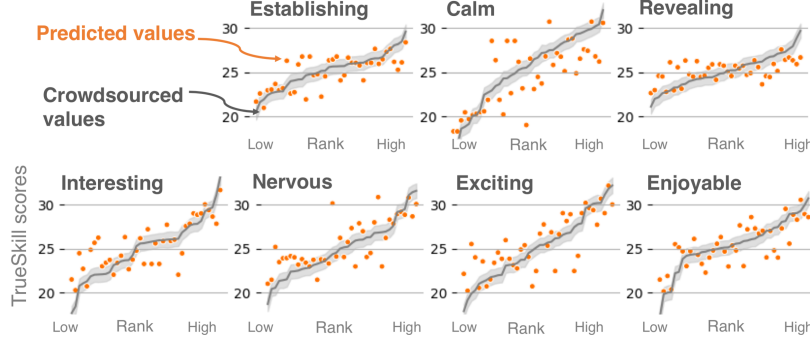 Establishing Calm Revealing
Predicted values
Crowdsourced
values
30 30 30
25 25 25
20 20 20
Low Rank High Low Rank High Low Rank High
Interesting Nervous Exciting Enjoyable
TrueSkill scores
30 30 30 30
25 25 25 25
20 20 20 20
Low Rank High Low Rank High Low Rank High Low Rank High